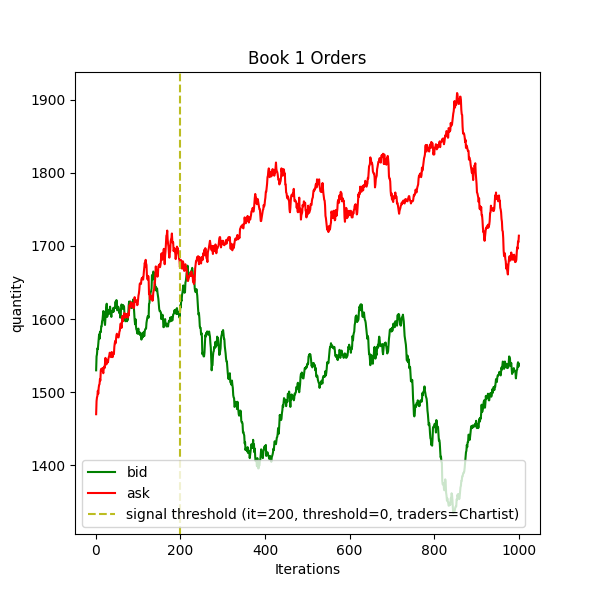 Book 1 Orders
quantity
1900
1800
1700
1600
1500
1400
bid
ask
signal threshold (it=200, threshold=0, traders=Chartist)
0 200 400 600 800 1000
Iterations